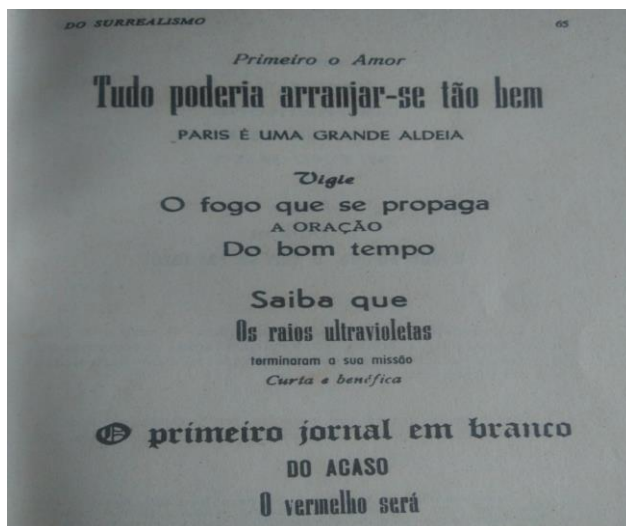 DO SURREALISMO 65
Primeiro o Amor
Tudo poderia arranjar-se tão bem
PARIS É UMA GRANDE ALDEIA
Vigie
O fogo que se propaga
A ORAÇÃO
Do bom tempo
Saiba que
Os raios ultravioletas
terminaram a sua missão
Curta e benéfica
O primeiro jornal em branco
DO ACASO
O vermelho será